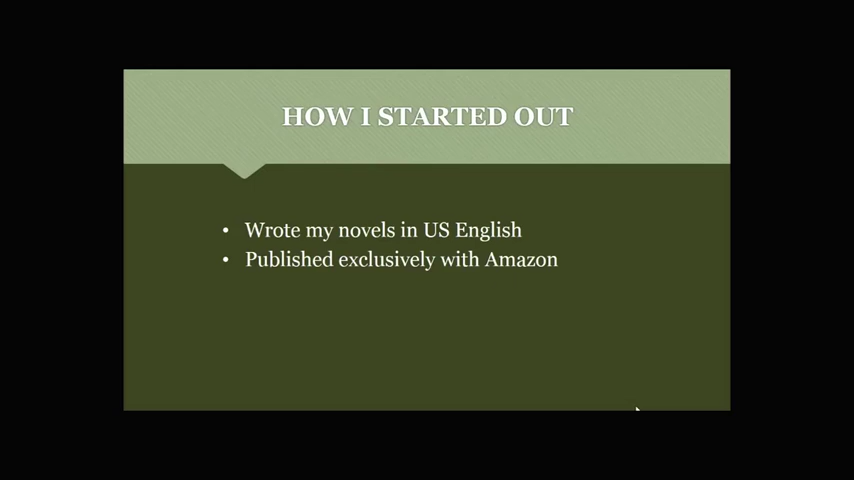 HOW I STARTED OUT
• Wrote my novels in US English
• Published exclusively with Amazon